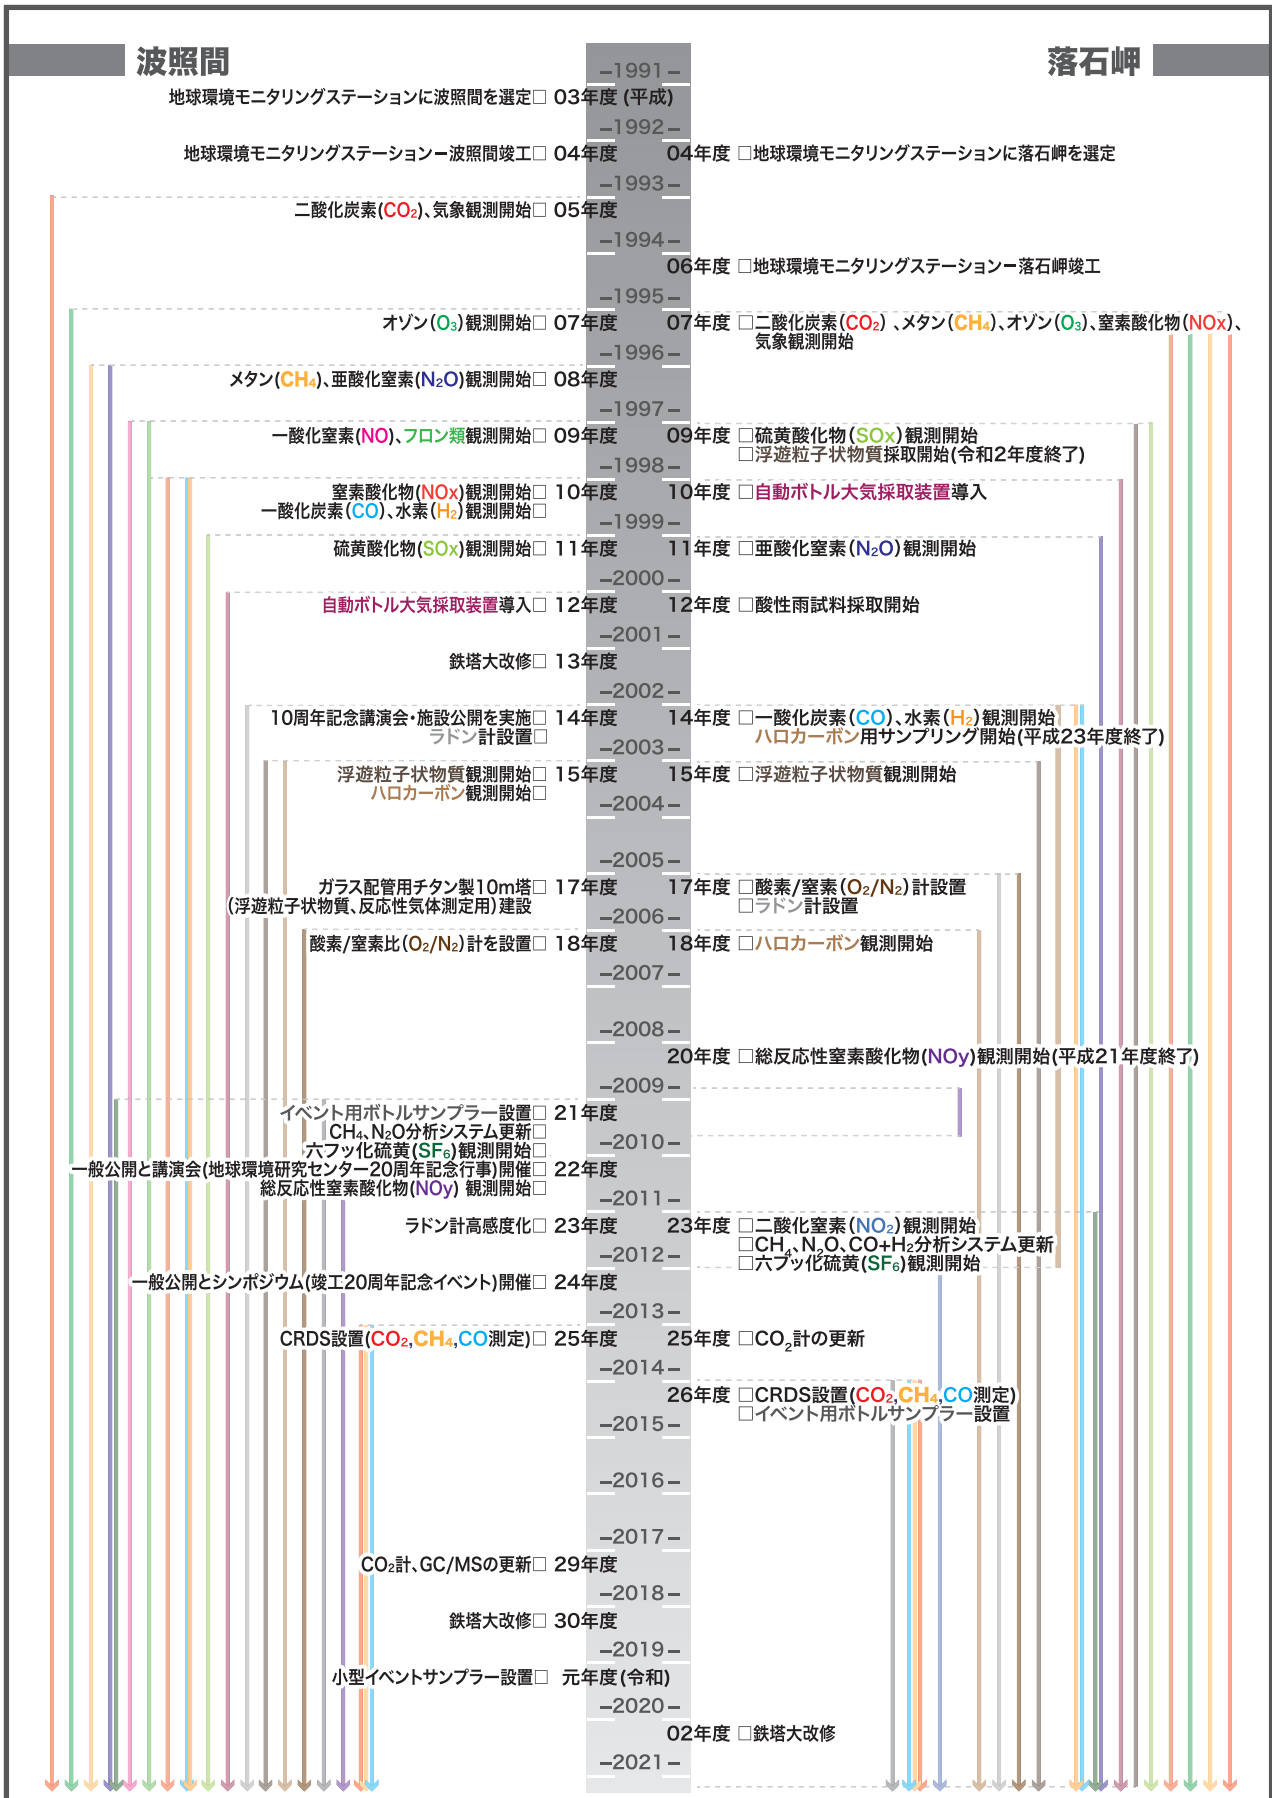 波照間
落石岬
1991
地球環境モニタリングステーションに波照間を選定□ 03年度 (平成)
1992
地球環境モニタリングステーションー波照間竣工□ 04年度
04年度 □地球環境モニタリングステーションに落石岬を選定
1993
二酸化炭素(CO₂)、気象観測開始□ 05年度
1994
06年度 □地球環境モニタリングステーションー落石岬竣工
1995
オゾン(O₃)観測開始□ 07年度
07年度 □二酸化炭素(CO₂) 、メタン(CH₄)、オゾン(O₃)、窒素酸化物(NOx)、
気象観測開始
1996
メタン(CH₄)、亜酸化窒素(N₂O)観測開始□ 08年度
1997
一酸化窒素(NO)、フロン類観測開始□ 09年度
09年度 □硫黄酸化物(SOx)観測開始
□浮遊粒子状物質採取開始(令和2年度終了)
1998
窒素酸化物(NOx)観測開始□ 10年度
10年度 □自動ボトル大気採取装置導入
一酸化炭素(CO)、水素(H₂)観測開始□
1999
硫黄酸化物(SOx)観測開始□ 11年度
11年度 □亜酸化窒素(N₂O)観測開始
2000
自動ボトル大気採取装置導入□ 12年度
12年度 □酸性雨試料採取開始
2001
鉄塔大改修□ 13年度
2002
10周年記念講演会・施設公開を実施□ 14年度
14年度 □一酸化炭素(CO)、水素(H₂)観測開始
ラドン計設置□
ハロカーボン用サンプリング開始(平成23年度終了)
2003
浮遊粒子状物質観測開始□ 15年度
15年度 □浮遊粒子状物質観測開始
ハロカーボン観測開始□
2004
2005
ガラス配管用チタン製10m塔□ 17年度
17年度 □酸素/窒素(O₂/N₂)計設置
(浮遊粒子状物質、反応性気体測定用)建設
□ラドン計設置
2006
酸素/窒素比(O₂/N₂)計を設置□ 18年度
18年度 □ハロカーボン観測開始
2007
2008
20年度 □総反応性窒素酸化物(NOy)観測開始(平成21年度終了)
2009
イベント用ボトルサンプラー設置□ 21年度
CH₄、N₂O分析システム更新□
2010
六フッ化硫黄(SF₆)観測開始□
一般公開と講演会(地球環境研究センター20周年記念行事)開催□ 22年度
総反応性窒素酸化物(NOy) 観測開始□
2011
ラドン計高感度化□ 23年度
23年度 □二酸化窒素(NO₂)観測開始
□CH₄、N₂O、CO+H₂分析システム更新
2012
□六フッ化硫黄(SF₆)観測開始
一般公開とシンポジウム(竣工20周年記念イベント)開催□ 24年度
2013
CRDS設置(CO₂,CH₄,CO測定)□ 25年度
25年度 □CO₂計の更新
2014
26年度 □CRDS設置(CO₂,CH₄,CO測定)
□イベント用ボトルサンプラー設置
2015
2016
2017
CO₂計、GC/MSの更新□ 29年度
2018
鉄塔大改修□ 30年度
2019
小型イベントサンプラー設置□ 元年度(令和)
2020
02年度 □鉄塔大改修
2021